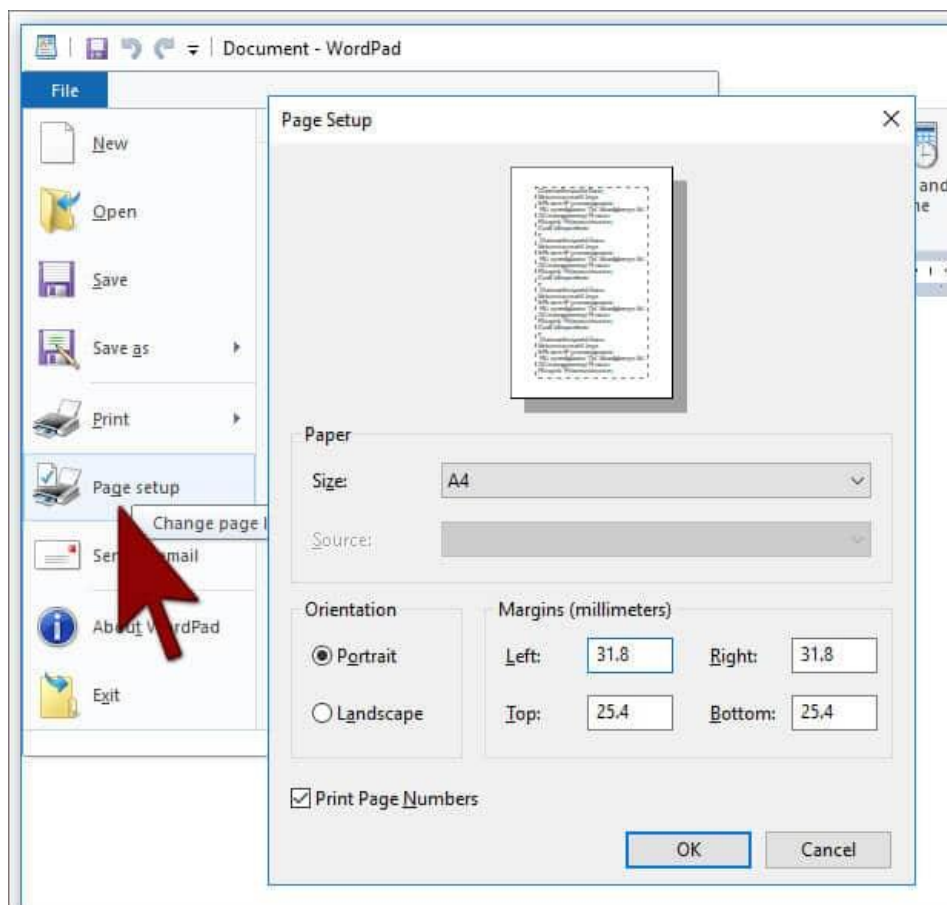 Document - WordPad
File
New
Open
Save
Save as
Print
Page setup
Change page
Se
mail
Ab
rdPad
Exit
and
Page Setup
Paper
Size: A4
Source:
Orientation
Portrait
Landscape
Margins (millimeters)
Left: 31.8 Right: 31.8
Top: 25.4 Bottom: 25.4
Print Page Numbers
OK Cancel